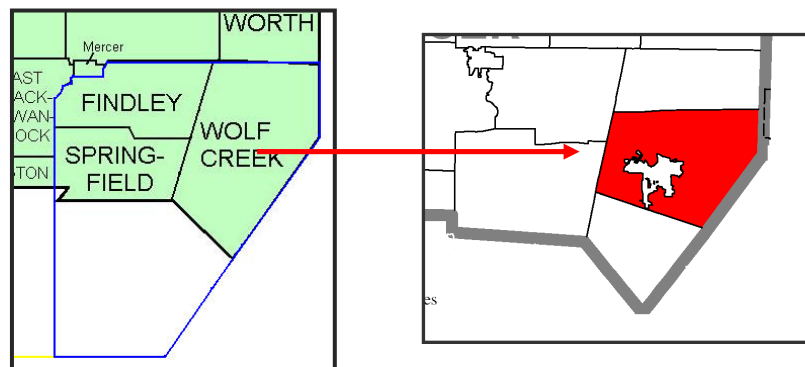 WORTH
Mercer
AST
ACK-
WAN-
OCK
FINDLEY
WOLF
CREEK
SPRING-
FIELD
STON
es